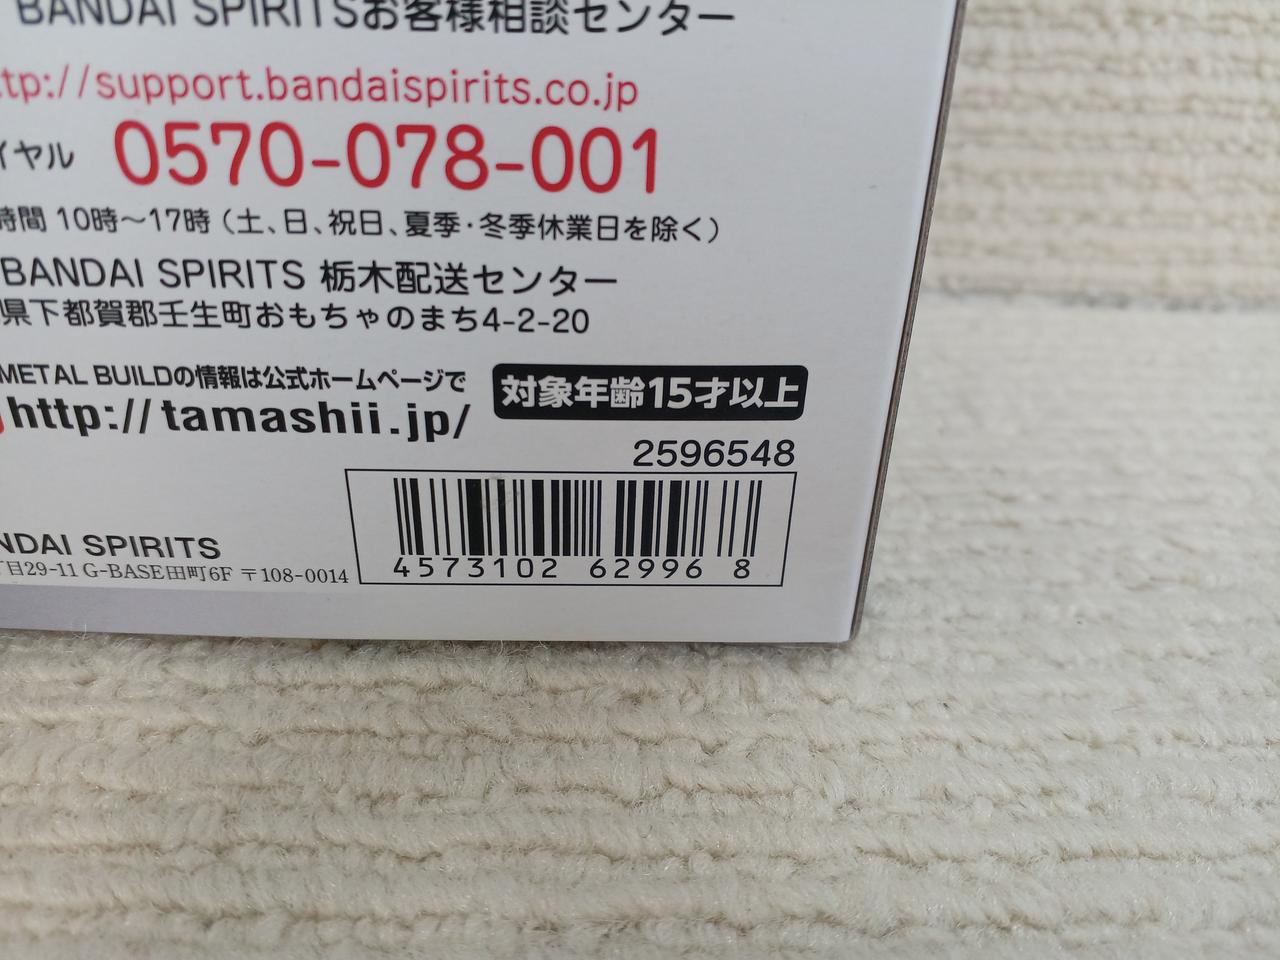 BANDAI SPIRITSお客様相談センター
ttp://support.bandaispirits.co.jp
イヤル 0570-078-001
時間 10時～17時（土、日、祝日、夏季・冬季休業日を除く）
BANDAI SPIRITS 栃木配送センター
県下都賀郡壬生町おもちゃのまち4-2-20
METAL BUILDの情報は公式ホームページで
http://tamashii.jp/
対象年齢15才以上
2596548
4573102 62996 8
NDAI SPIRITS
丁目29-11 G-BASE田町6F 〒108-0014